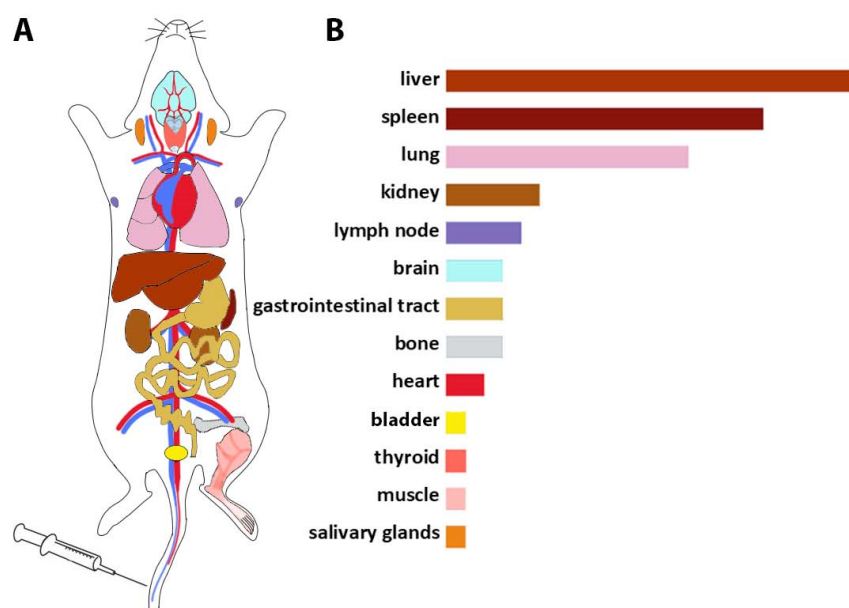 A
B
liver
spleen
lung
kidney
lymph node
brain
gastrointestinal tract
bone
heart
bladder
thyroid
muscle
salivary glands